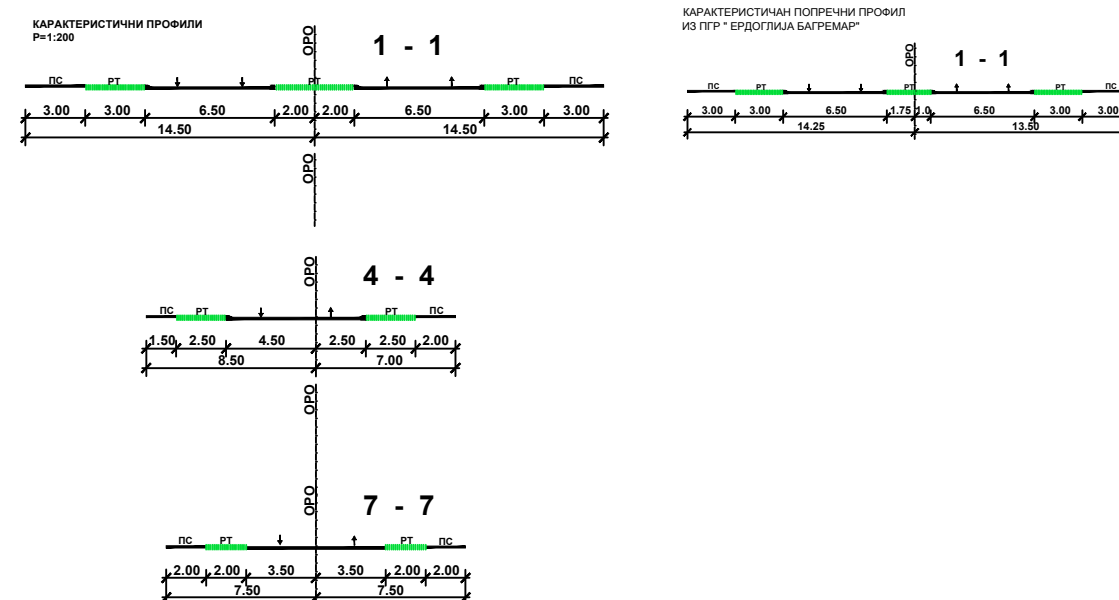 КАРАКТЕРИСТИЧНИ ПРОФИЛИ
Р=1:200
ОРО
1 - 1
ПС РТ РТ РТ ПС
3.00 3.00 6.50 2.00 2.00 6.50 3.00 3.00
14.50 14.50
ОРО
КАРАКТЕРИСТИЧАН ПОПРЕЧНИ ПРОФИЛ
ИЗ ПГР " ЕРДОГЛИЈА БАГРЕМАР"
ОРО
1 - 1
ПС РТ РТ РТ ПС
3.00 3.00 6.50 1.75 1.0 6.50 3.00 3.00
14.25 13.50
ОРО
4 - 4
ПС РТ РТ ПС
1.50 2.50 4.50 2.50 2.50 2.00
8.50 7.00
ОРО
ОРО
7 - 7
ПС РТ РТ ПС
2.00 2.00 3.50 3.50 2.00 2.00
7.50 7.50